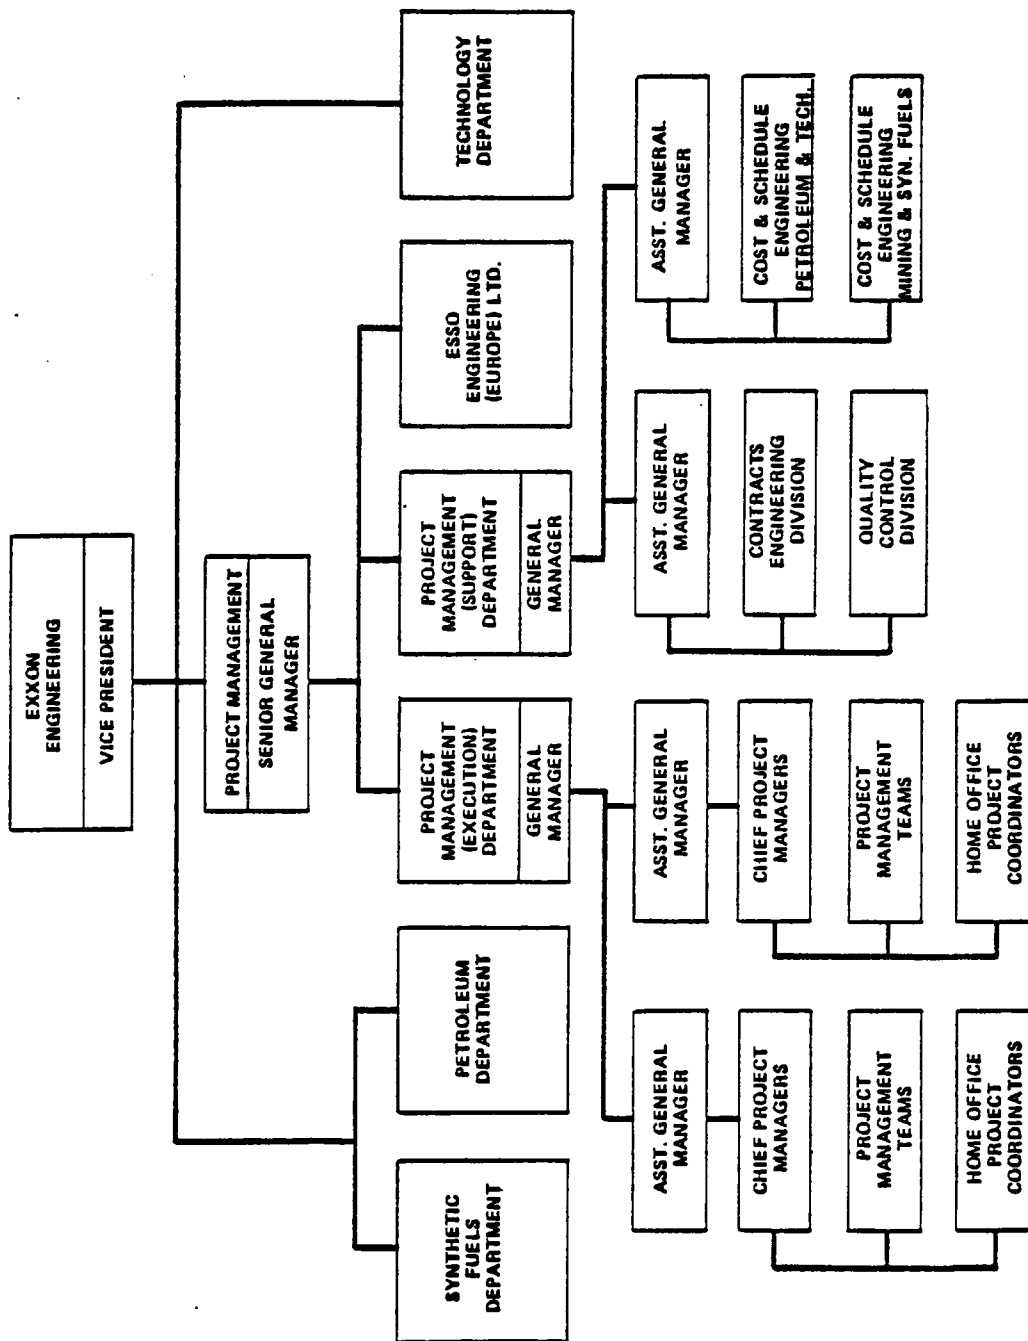 EXXON
ENGINEERING
VICE PRESIDENT
PROJECT MANAGEMENT
SENIOR GENERAL
MANAGER
SYNTHETIC
FUELS
DEPARTMENT
PETROLEUM
DEPARTMENT
PROJECT
MANAGEMENT
(EXECUTION)
DEPARTMENT
GENERAL
MANAGER
PROJECT
MANAGEMENT
(SUPPORT)
DEPARTMENT
GENERAL
MANAGER
ESSO
ENGINEERING
(EUROPE) LTD.
TECHNOLOGY
DEPARTMENT
ASST. GENERAL
MANAGER
CHIEF PROJECT
MANAGERS
PROJECT
MANAGEMENT
TEAMS
HOME OFFICE
PROJECT
COORDINATORS
ASST. GENERAL
MANAGER
CHIEF PROJECT
MANAGERS
PROJECT
MANAGEMENT
TEAMS
HOME OFFICE
PROJECT
COORDINATORS
ASST. GENERAL
MANAGER
CONTRACTS
ENGINEERING
DIVISION
QUALITY
CONTROL
DIVISION
ASST. GENERAL
MANAGER
COST & SCHEDULE
ENGINEERING
PETROLEUM & TECH.
COST & SCHEDULE
ENGINEERING
MINING & SYN. FUELS